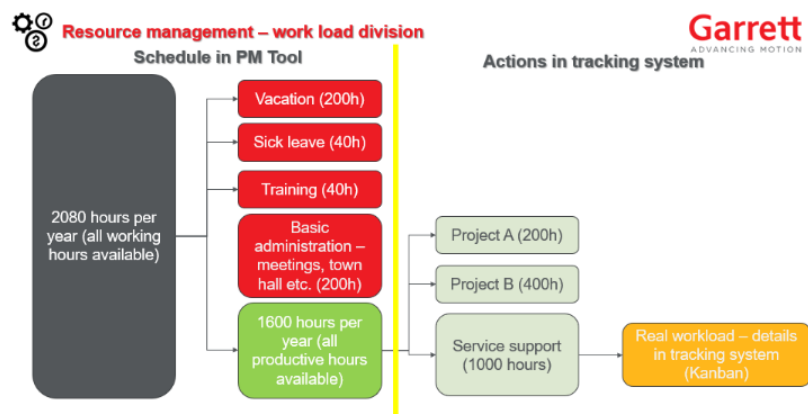 Resource management – work load division
Garrett
ADVANCING MOTION
Schedule in PM Tool
Actions in tracking system
2080 hours per
year (all working
hours available)
Vacation (200h)
Sick leave (40h)
Training (40h)
Basic
administration –
meetings, town
hall etc. (200h)
1600 hours per
year (all
productive hours
available)
Project A (200h)
Project B (400h)
Service support
(1000 hours)
Real workload – details
in tracking system
(Kanban)